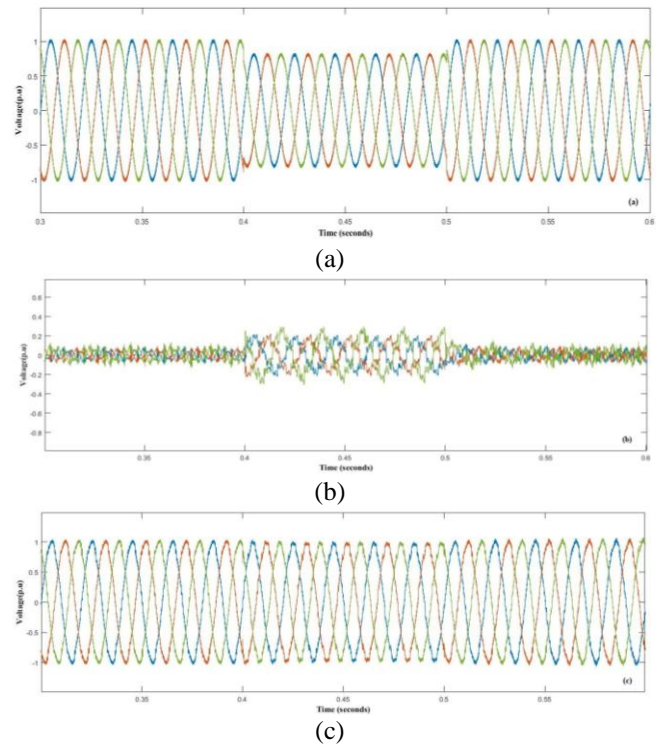 1
0.5
0
-0.5
-1
Voltage(p.u)
0.3 0.35 0.4 0.45 0.5 0.55 0.6
Time (seconds)
(a)
(a)
0.6
0.4
0.2
0
-0.2
-0.4
-0.6
-0.8
Voltage(p.u)
0.35 0.4 0.45 0.5 0.55 0.6
Time (seconds)
(b)
(b)
1
0.5
0
-0.5
-1
Voltage(p.u)
0.35 0.4 0.45 0.5 0.55
Time (seconds)
(c)
(c)